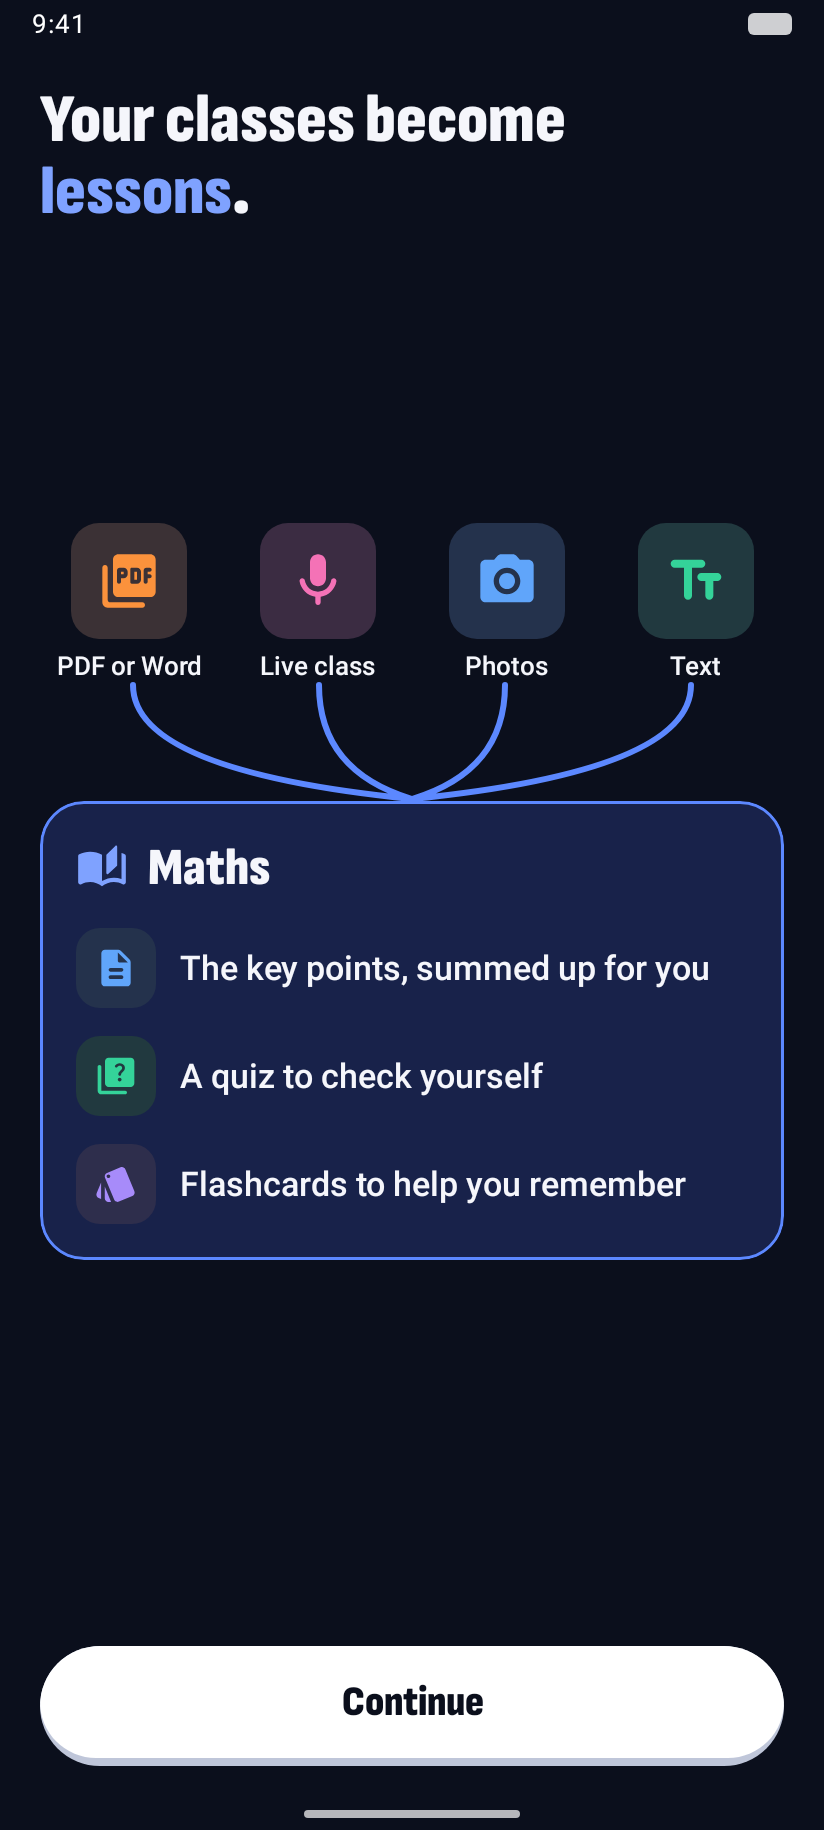 9:41
Your classes become
lessons.
PDF
PDF or Word
Live class
Photos
Tт
Text
Maths
The key points, summed up for you
?
A quiz to check yourself
Flashcards to help you remember
Continue